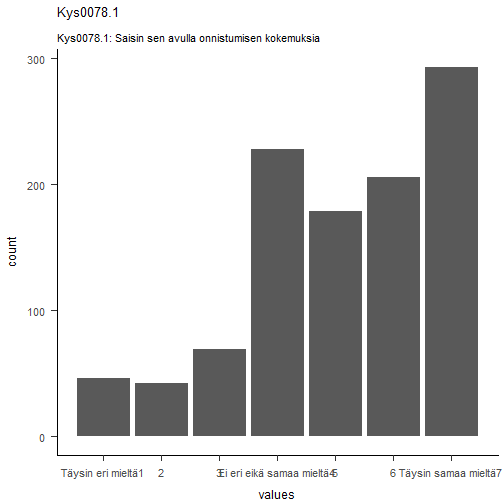 Kys0078.1
Kys0078.1: Saisin sen avulla onnistumisen kokemuksia
300
200
100
0
count
Täysin eri mieltä1 2 3 Ei eri eikä samaa mieltä4 5 6 Täysin samaa mieltä7
values